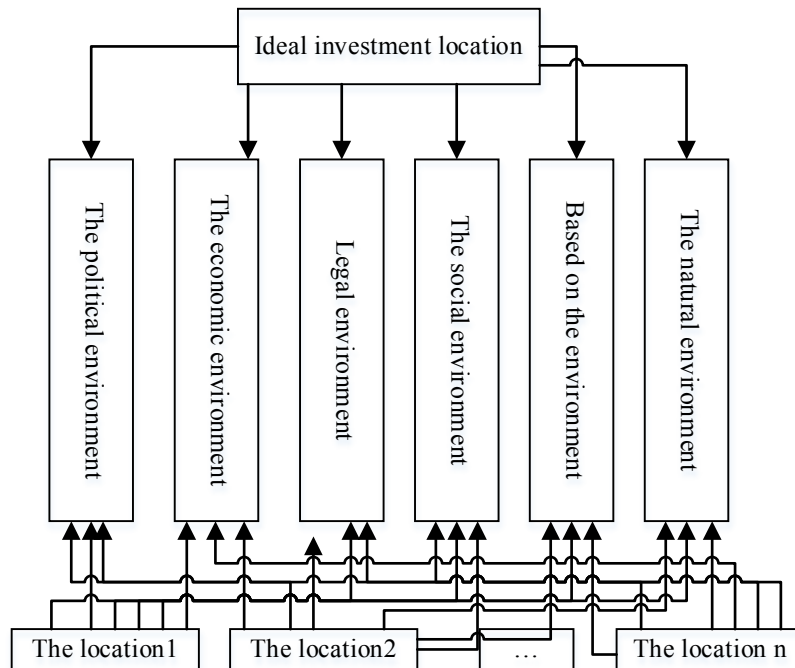 Ideal investment location
The political environment
The economic environment
Legal environment
The social environment
Based on the environment
The natural environment
The location1
The location2
...
The location n